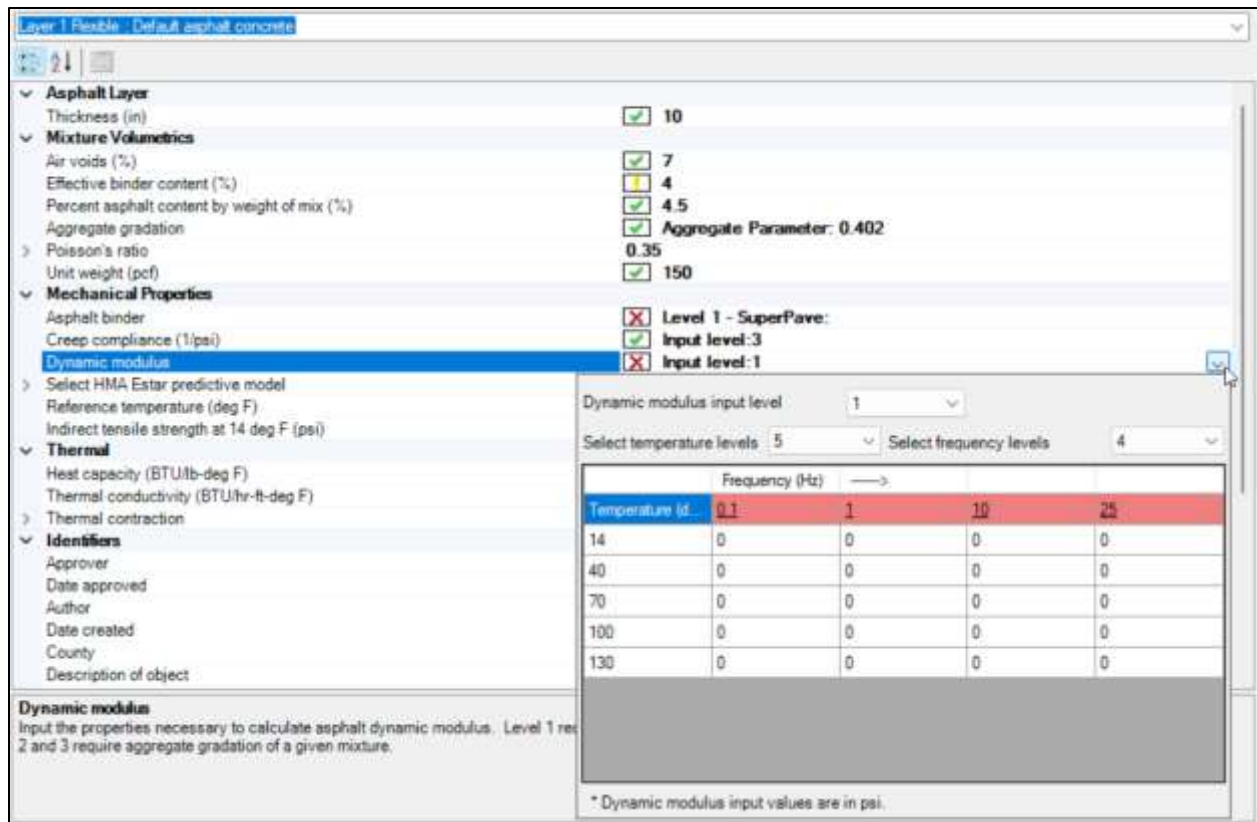 Layer 1 Flexible : Default asphalt concrete
Asphalt Layer
Thickness (in) 10
Mixture Volumetrics
Air voids (%) 7
Effective binder content (%) 4
Percent asphalt content by weight of mix (%) 4.5
Aggregate gradation Aggregate Parameter: 0.402
Poisson's ratio 0.35
Unit weight (pcf) 150
Mechanical Properties
Asphalt binder Level 1 - SuperPave:
Creep compliance (1/psi) Input level:3
Dynamic modulus Input level:1
Select HMA Estar predictive model
Reference temperature (deg F)
Indirect tensile strength at 14 deg F (psi)
Thermal
Heat capacity (BTU/lb-deg F)
Thermal conductivity (BTU/hr-ft-deg F)
Thermal contraction
Identifiers
Approver
Date approved
Author
Date created
County
Description of object
Dynamic modulus input level 1
Select temperature levels 5 Select frequency levels 4
Frequency (Hz) ---->
Temperature (d... 0.1 1 10 25
14 0 0 0 0
40 0 0 0 0
70 0 0 0 0
100 0 0 0 0
130 0 0 0 0
* Dynamic modulus input values are in psi.
Dynamic modulus
Input the properties necessary to calculate asphalt dynamic modulus. Level 1 rec
2 and 3 require aggregate gradation of a given mixture.